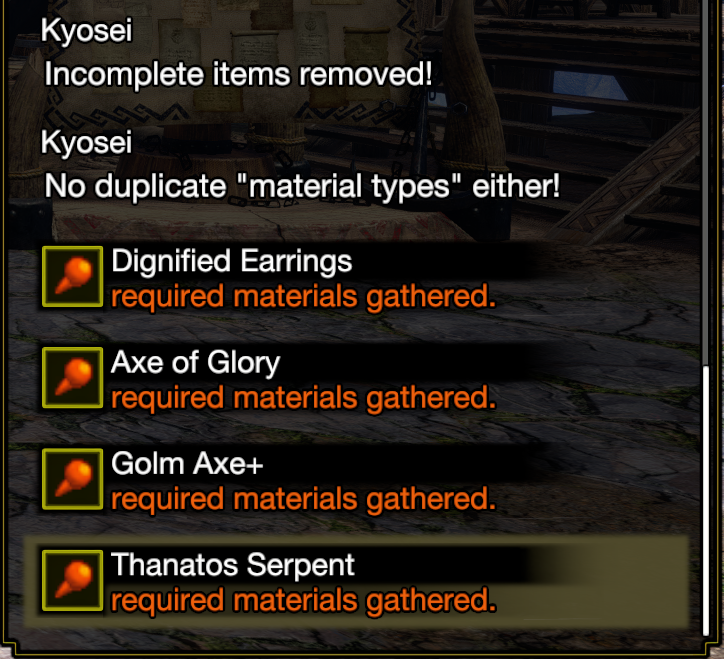 Kyosei
Incomplete items removed!
Kyosei
No duplicate "material types" either!
Dignified Earrings
required materials gathered.
Axe of Glory
required materials gathered.
Golm Axe+
required materials gathered.
Thanatos Serpent
required materials gathered.